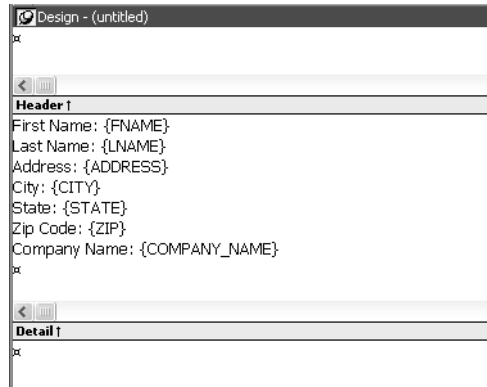 Design - (untitled)
¤
Header ↑
First Name: {FNAME}
Last Name: {LNAME}
Address: {ADDRESS}
City: {CITY}
State: {STATE}
Zip Code: {ZIP}
Company Name: {COMPANY_NAME}
¤
Detail ↑
¤